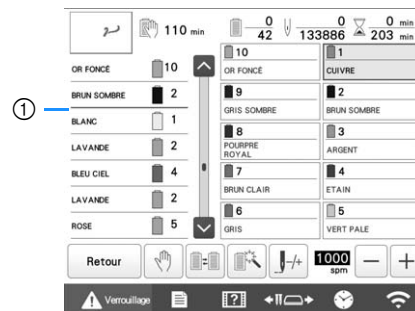 110 min
0
42
0
133886
0 min
203 min
①
OR FONCÉ 10
BRUN SOMBRE 2
BLANC 1
LAVANDE 2
BLEU CIEL 4
LAVANDE 2
ROSE 5
10
OR FONCÉ
1
CUIVRE
9
GRIS SOMBRE
2
BRUN SOMBRE
8
POURPRE
ROYAL
3
ARGENT
7
BRUN CLAIR
4
ETAIN
6
GRIS
5
VERT PALE
Retour
-/+
1000
spm
−
+
Verrouillage
?